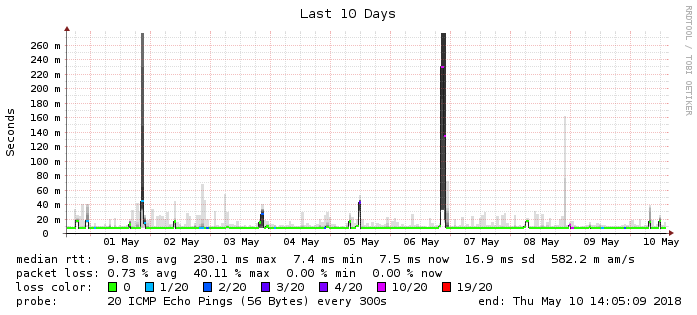 Last 10 Days
RRDTOOL / TOBI OETIKER
Seconds
260 m
240 m
220 m
200 m
180 m
160 m
140 m
120 m
100 m
80 m
60 m
40 m
20 m
0
01 May 02 May 03 May 04 May 05 May 06 May 07 May 08 May 09 May 10 May
median rtt: 9.8 ms avg 230.1 ms max 7.4 ms min 7.5 ms now 16.9 ms sd 582.2 m am/s
packet loss: 0.73 % avg 40.11 % max 0.00 % min 0.00 % now
loss color: 0 1/20 2/20 3/20 4/20 10/20 19/20
probe: 20 ICMP Echo Pings (56 Bytes) every 300s end: Thu May 10 14:05:09 2018